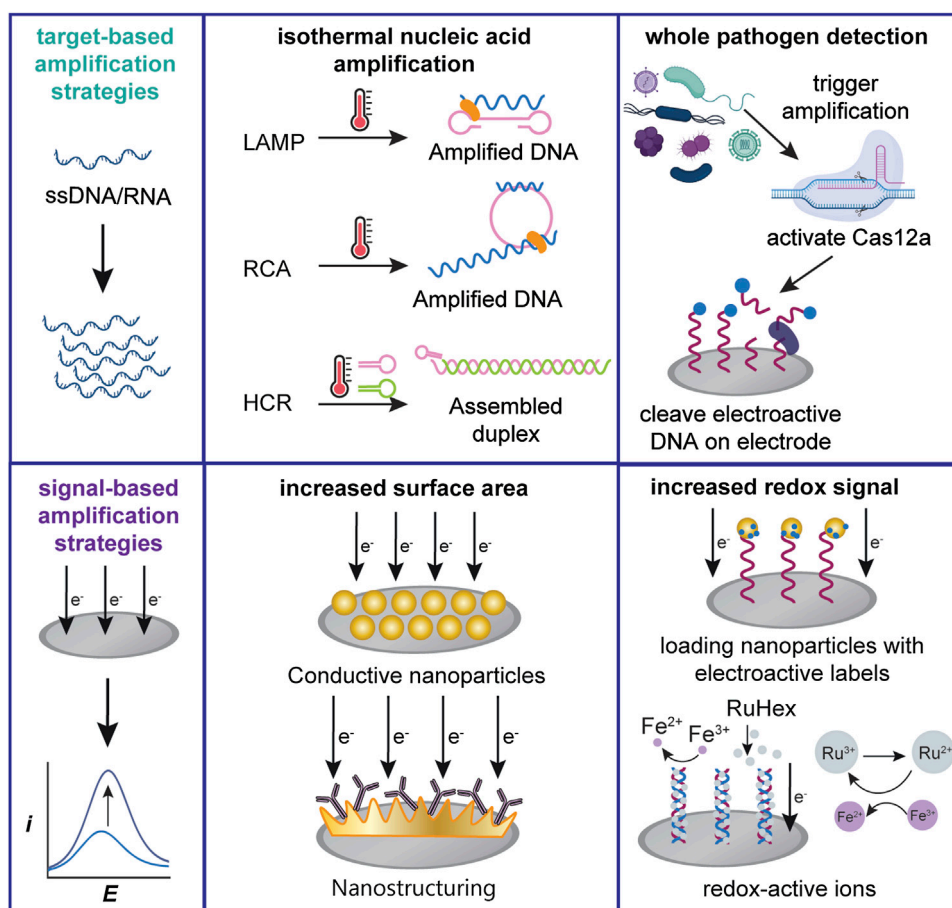 target-based
amplification
strategies
ssDNA/RNA
isothermal nucleic acid
amplification
LAMP
Amplified DNA
RCA
Amplified DNA
HCR
Assembled
duplex
whole pathogen detection
trigger
amplification
activate Cas12a
cleave electroactive
DNA on electrode
signal-based
amplification
strategies
e- e- e-
i
E
increased surface area
e- e- e- e-
Conductive nanoparticles
e- e- e- e-
Nanostructuring
increased redox signal
e- e-
loading nanoparticles with
electroactive labels
RuHex
Fe2+ Fe3+
Ru3+ Ru2+
e-
Fe2+ Fe3+
redox-active ions